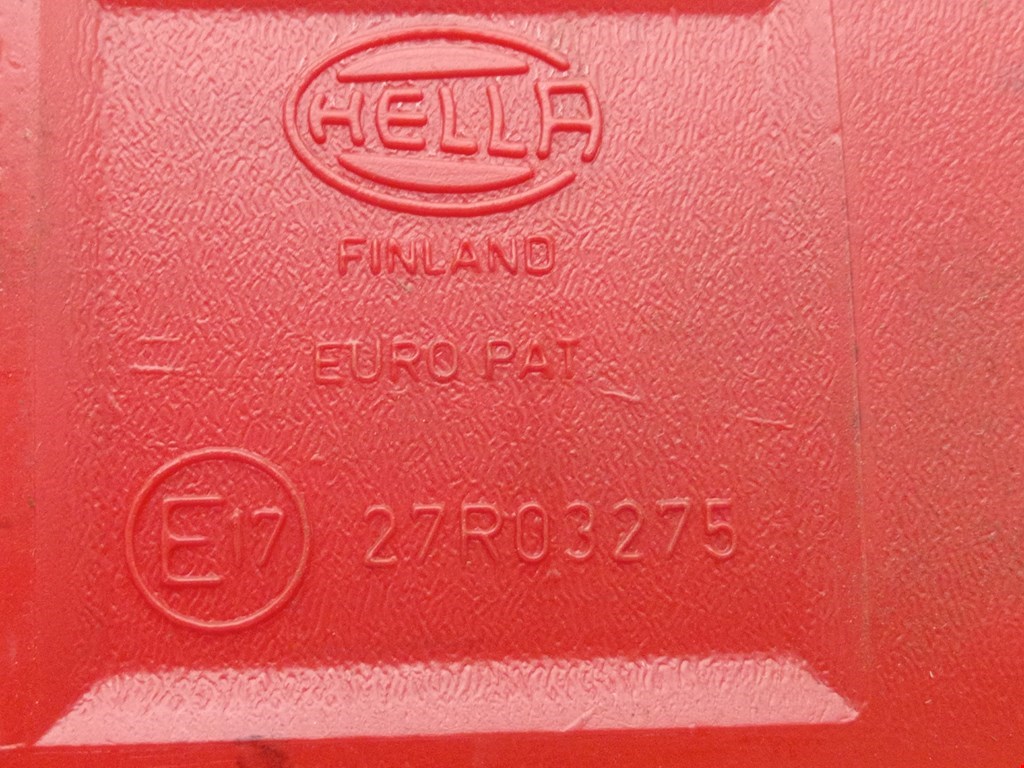 HELLA
FINLAND
EURO PAT
E17 27R03275